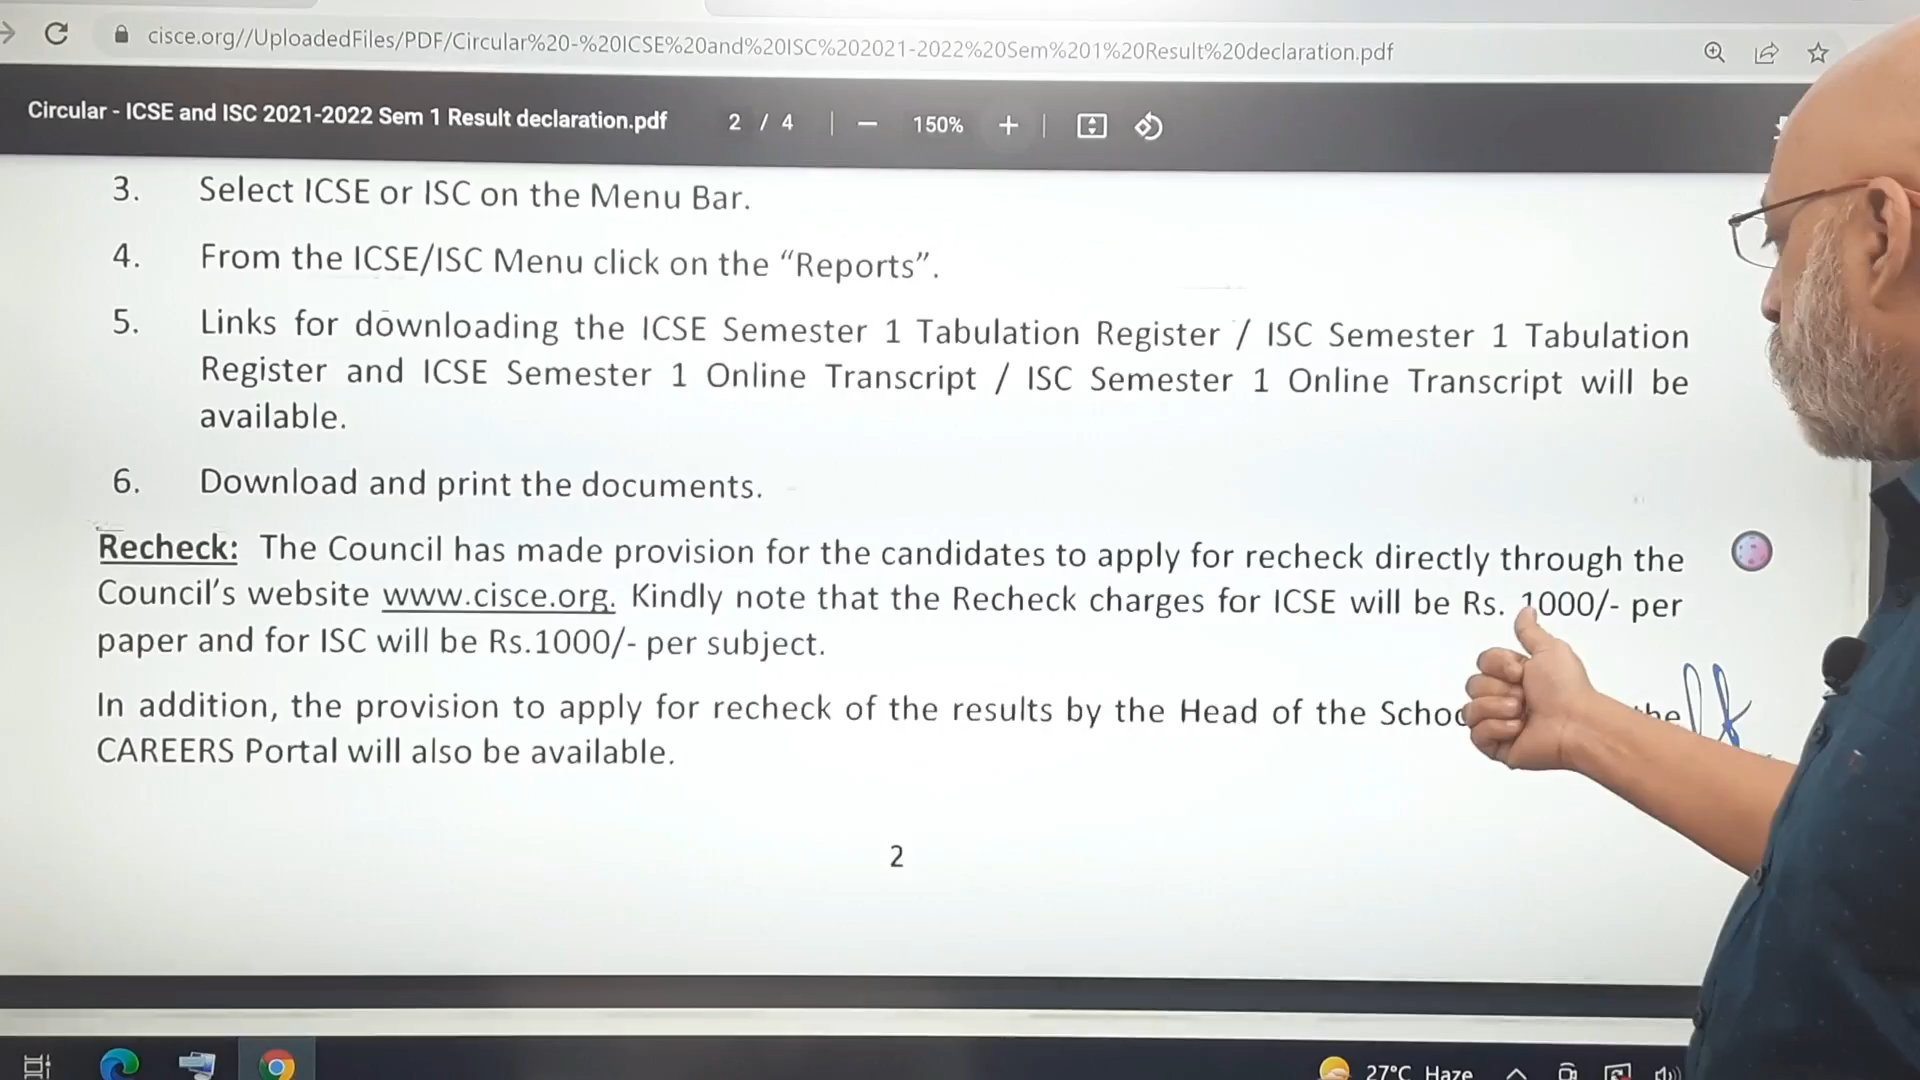 cisce.org//UploadedFiles/PDF/Circular%20-%20ICSE%20and%20ISC%202021-2022%20Sem%201%20Result%20declaration.pdf
Circular - ICSE and ISC 2021-2022 Sem 1 Result declaration.pdf 2 / 4 150%
3. Select ICSE or ISC on the Menu Bar.
4. From the ICSE/ISC Menu click on the “Reports”.
5. Links for downloading the ICSE Semester 1 Tabulation Register / ISC Semester 1 Tabulation
Register and ICSE Semester 1 Online Transcript / ISC Semester 1 Online Transcript will be
available.
6. Download and print the documents.
Recheck: The Council has made provision for the candidates to apply for recheck directly through the
Council’s website www.cisce.org. Kindly note that the Recheck charges for ICSE will be Rs. 1000/- per
paper and for ISC will be Rs.1000/- per subject.
In addition, the provision to apply for recheck of the results by the Head of the Schoo the
CAREERS Portal will also be available.
2
27°C Haze